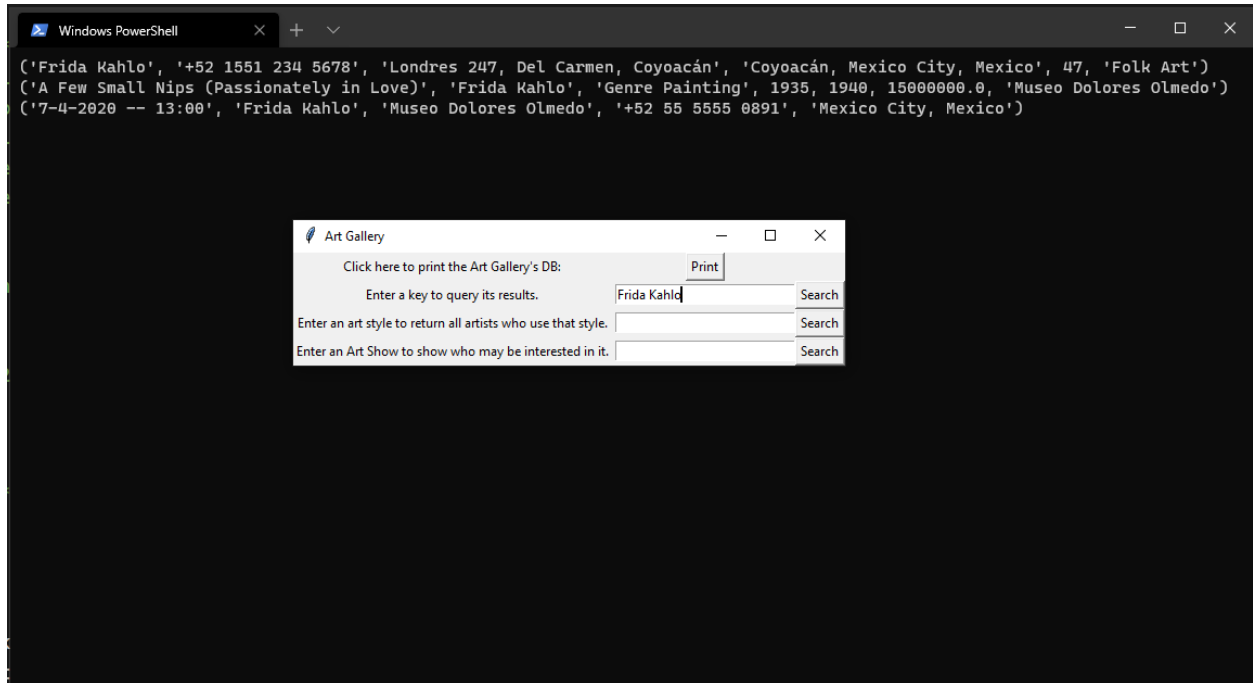 Windows PowerShell
('Frida Kahlo', '+52 1551 234 5678', 'Londres 247, Del Carmen, Coyoacán', 'Coyoacán, Mexico City, Mexico', 47, 'Folk Art')
('A Few Small Nips (Passionately in Love)', 'Frida Kahlo', 'Genre Painting', 1935, 1940, 15000000.0, 'Museo Dolores Olmedo')
('7-4-2020 -- 13:00', 'Frida Kahlo', 'Museo Dolores Olmedo', '+52 55 5555 0891', 'Mexico City, Mexico')
Art Gallery
Click here to print the Art Gallery's DB: Print
Enter a key to query its results. Frida Kahlo Search
Enter an art style to return all artists who use that style. Search
Enter an Art Show to show who may be interested in it. Search